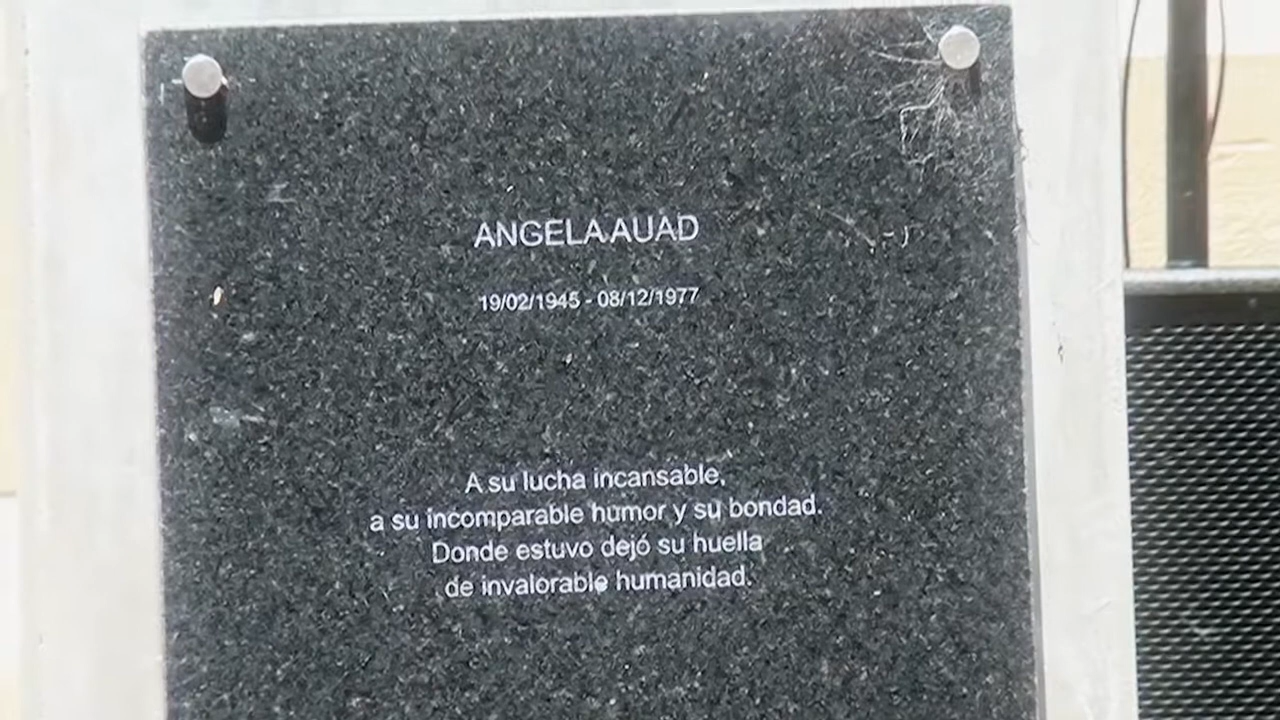 ANGELA AUAD
19/02/1945 - 08/12/1977
A su lucha incansable,
a su incomparable humor y su bondad.
Donde estuvo dejó su huella
de invalorable humanidad.